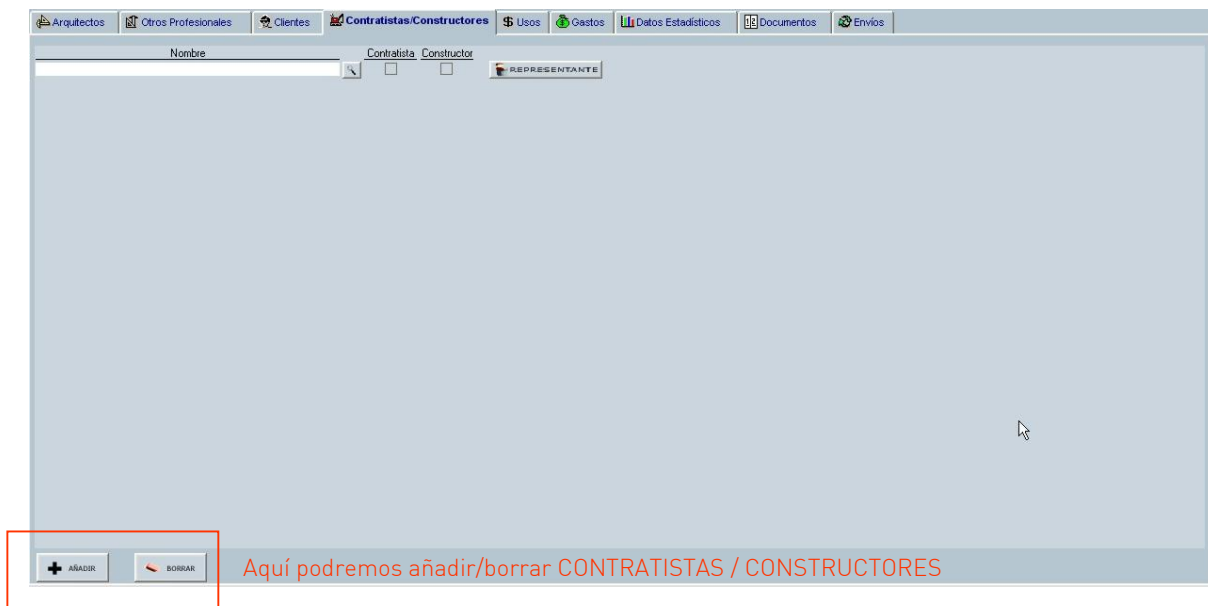 Arquitectos Otros Profesionales Clientes Contratistas/Constructores $ Usos Gastos Datos Estadísticos Documentos Envíos
Nombre Contratista Constructor
REPRESENTANTE
AÑADIR BORRAR Aquí podremos añadir/borrar CONTRATISTAS / CONSTRUCTORES